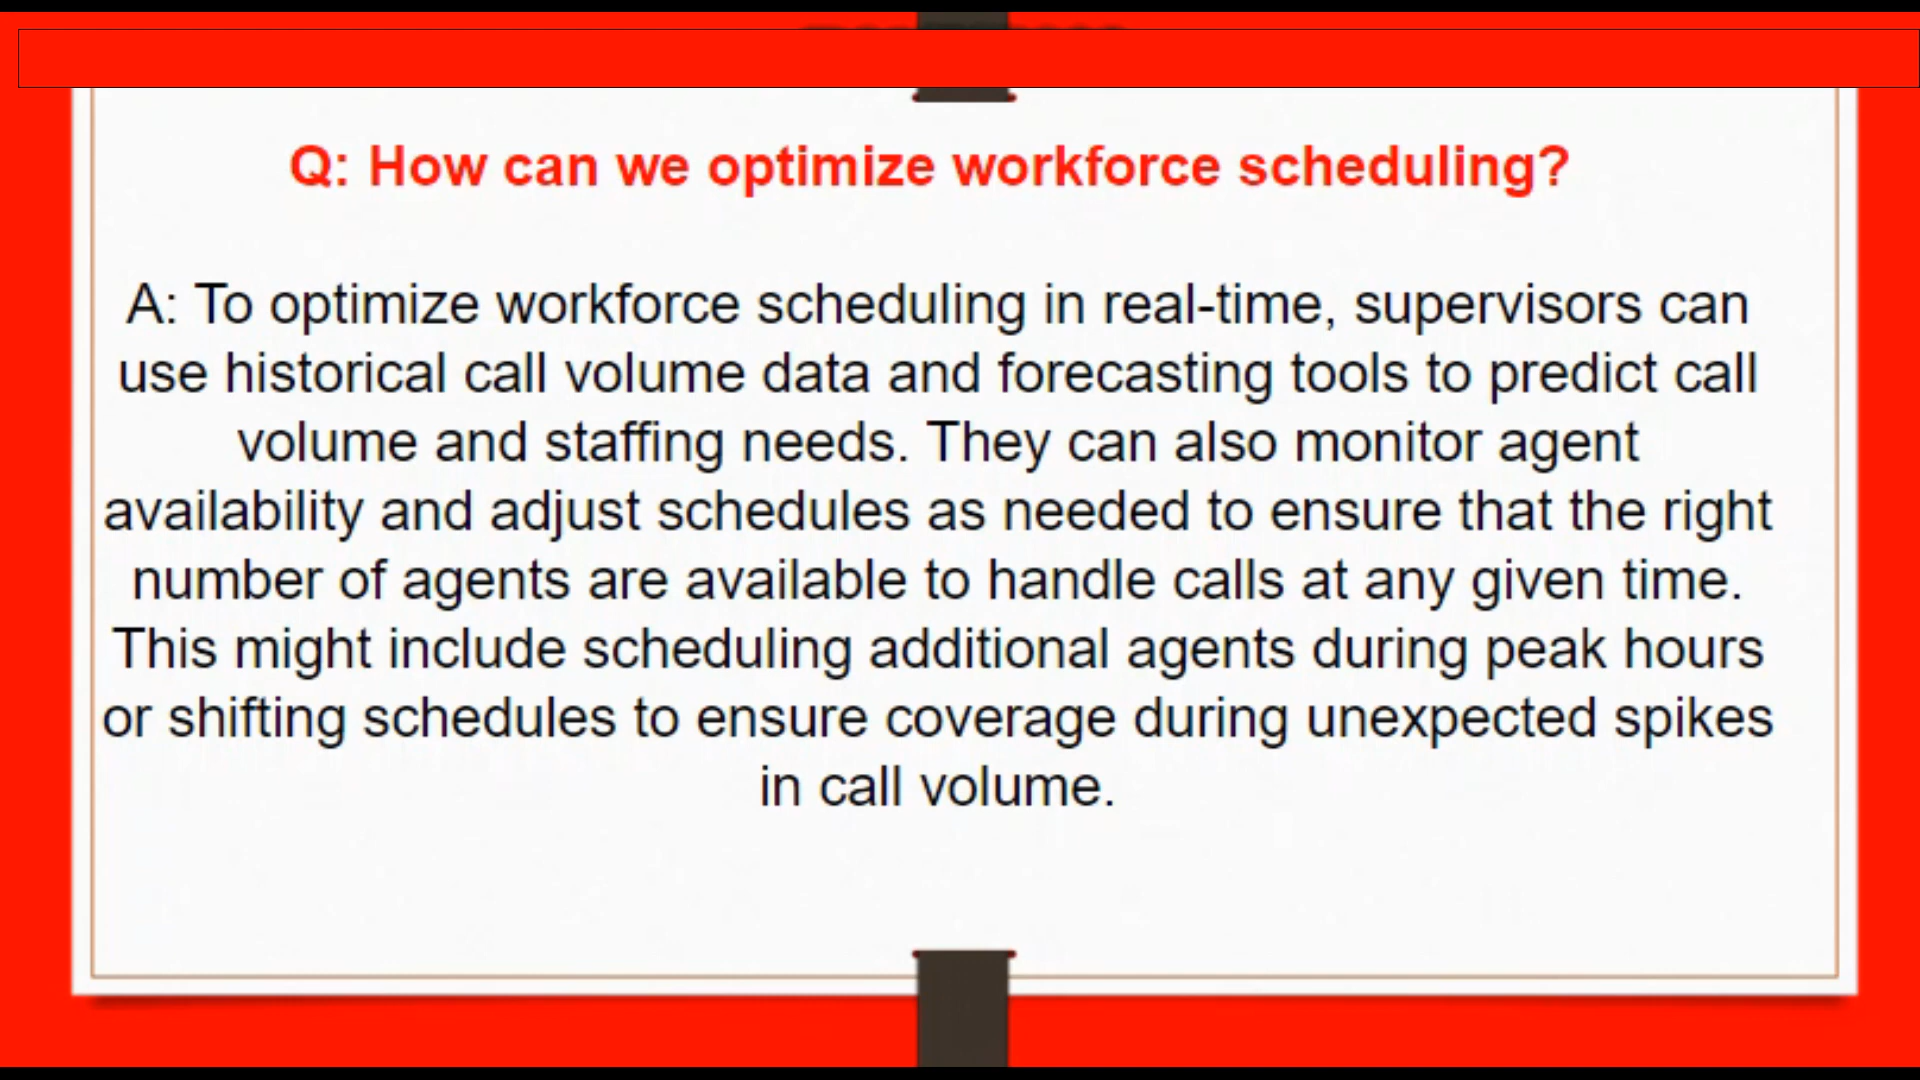 Q: How can we optimize workforce scheduling?
A: To optimize workforce scheduling in real-time, supervisors can
use historical call volume data and forecasting tools to predict call
volume and staffing needs. They can also monitor agent
availability and adjust schedules as needed to ensure that the right
number of agents are available to handle calls at any given time.
This might include scheduling additional agents during peak hours
or shifting schedules to ensure coverage during unexpected spikes
in call volume.